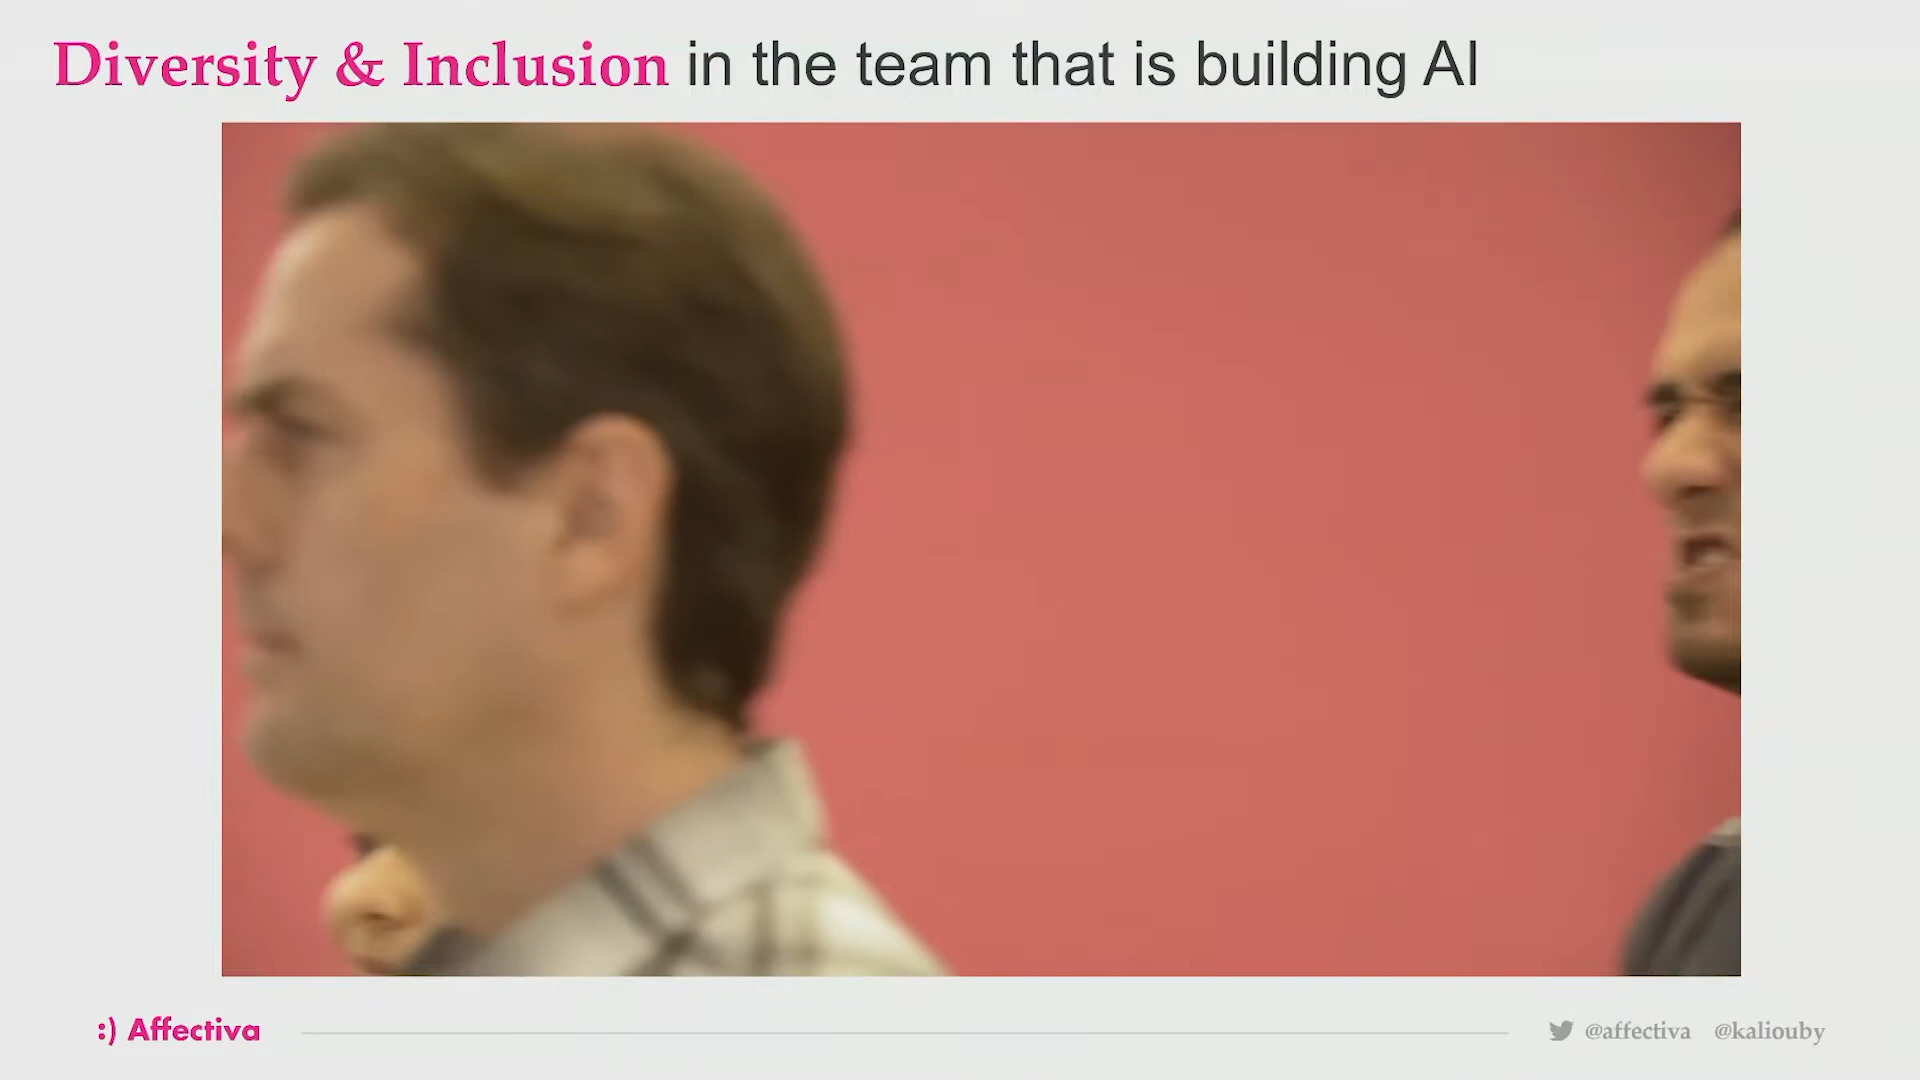 Diversity & Inclusion in the team that is building AI
:) Affectiva
@affectiva @kaliouby